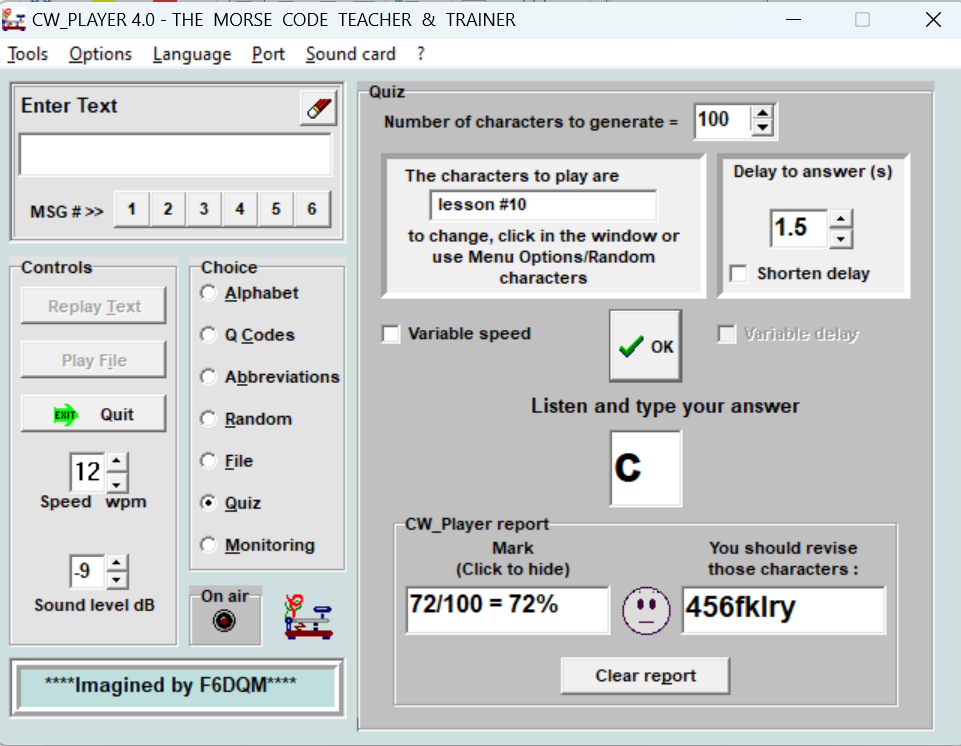 CW_PLAYER 4.0 - THE MORSE CODE TEACHER & TRAINER
Tools Options Language Port Sound card ?
Enter Text
MSG # >> 1 2 3 4 5 6
Controls
Replay Text
Play File
EXIT Quit
12
Speed wpm
-9
Sound level dB
Choice
Alphabet
Q Codes
Abbreviations
Random
File
Quiz
Monitoring
On air
****Imagined by F6DQM****
Quiz
Number of characters to generate = 100
The characters to play are
lesson #10
to change, click in the window or
use Menu Options/Random
characters
Delay to answer (s)
1.5
Shorten delay
Variable speed
OK
Variable delay
Listen and type your answer
C
CW_Player report
Mark
(Click to hide)
72/100 = 72%
You should revise
those characters :
456fklry
Clear report